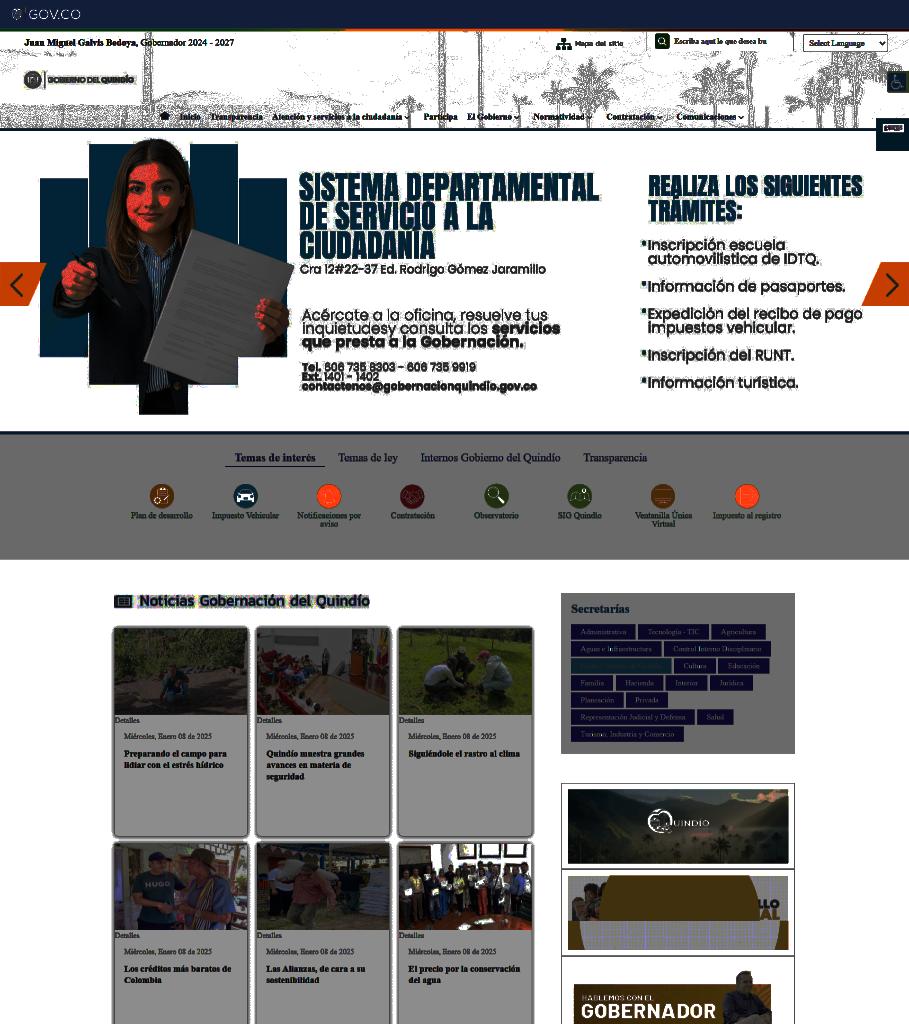 GOV.CO
Juan Miguel Galvis Bedoya, Gobernador 2024 - 2027
Mapa del sitio
Escriba aquí lo que desea bu
Select Language
GOBIERNO DEL QUINDÍO
Inicio Transparencia Atención y servicios a la ciudadanía Participa El Gobierno Normatividad Contratación Comunicaciones
SISTEMA DEPARTAMENTAL
DE SERVICIO A LA
CIUDADANÍA
Cra 12#22-37 Ed. Rodrigo Gómez Jaramillo
Acércate a la oficina, resuelve tus
inquietudesy consulta los servicios
que presta a la Gobernación.
Tel. 606 735 8303 - 606 735 9919
Ext. 1401 - 1402
contactenos@gobernacionquindio.gov.co
REALIZA LOS SIGUIENTES
TRÁMITES:
Inscripción escuela
automovilística de IDTQ.
Información de pasaportes.
Expedición del recibo de pago
impuestos vehicular.
Inscripción del RUNT.
Información turística.
Temas de interés Temas de ley Internos Gobierno del Quindío Transparencia
Plan de desarrollo
Impuesto Vehicular
Notificaciones por
aviso
Contratación
Observatorio
SIG Quindio
Ventanilla Única
Virtual
Impuesto al registro
Noticias Gobernación del Quindío
Detalles
Miércoles, Enero 08 de 2025
Preparando el campo para
lidiar con el estrés hídrico
Detalles
Miércoles, Enero 08 de 2025
Quindío muestra grandes
avances en materia de
seguridad
Detalles
Miércoles, Enero 08 de 2025
Siguiéndole el rastro al clima
HUGO
Detalles
Miércoles, Enero 08 de 2025
Los créditos más baratos de
Colombia
Detalles
Miércoles, Enero 08 de 2025
Las Alianzas, de cara a su
sostenibilidad
Detalles
Miércoles, Enero 08 de 2025
El precio por la conservación
del agua
Secretarías
Administrativa Tecnología - TIC Agricultura
Aguas e Infraestructura Control Interno Disciplinario
Cultura Educación
Familia Hacienda Interior Jurídica
Planeación Privada
Representación Judicial y Defensa Salud
Turismo, Industria y Comercio
QUINDÍO
LLO
AL
HABLEMOS CON EL
GOBERNADOR